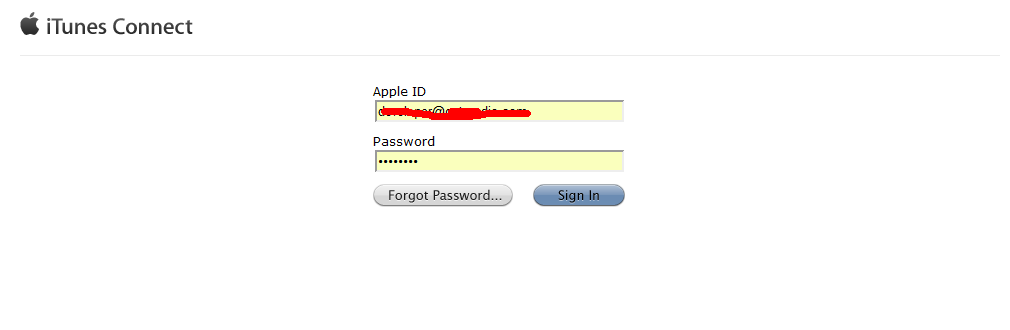 iTunes Connect
Apple ID
Password
••••••••
Forgot Password...
Sign In